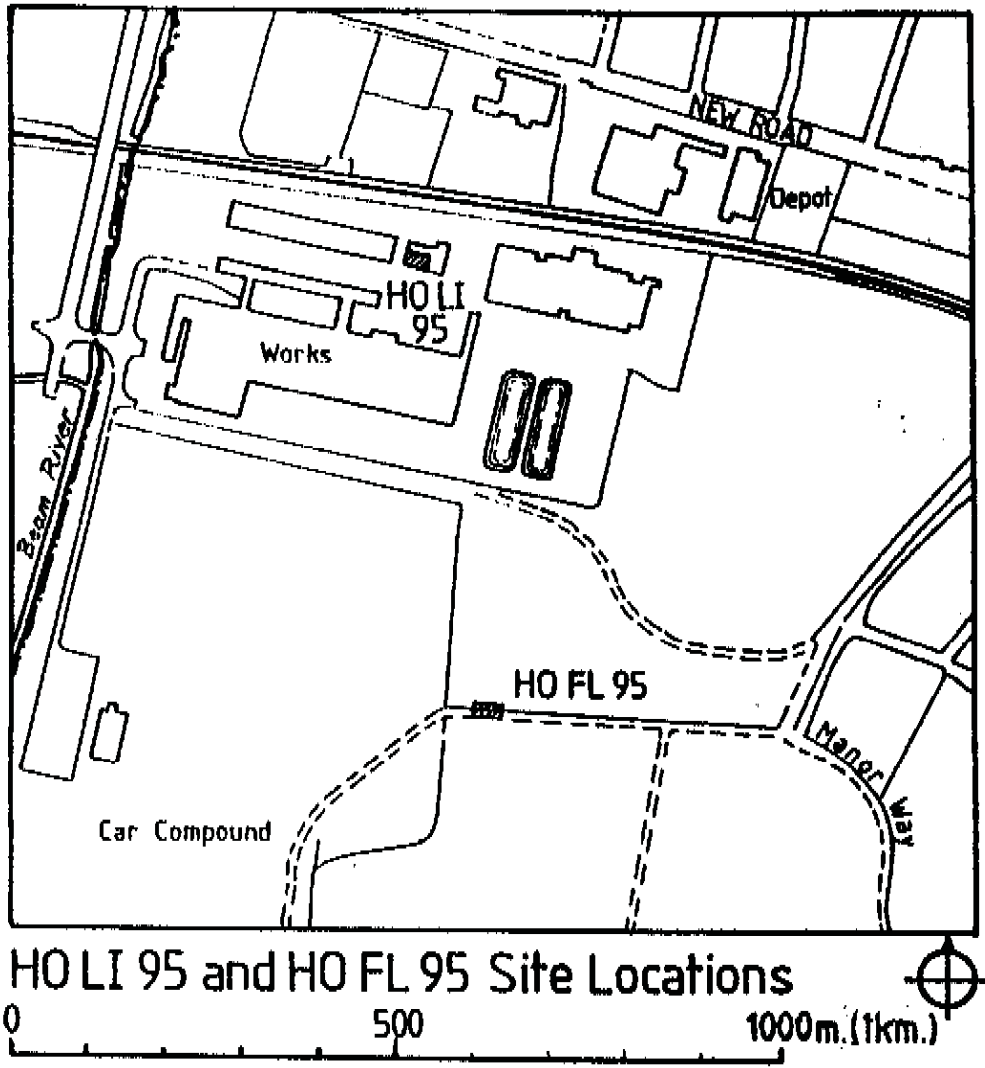 NEW ROAD
Depot
HO LI
95
Works
Beam River
HO FL 95
Manor Way
Car Compound
HO LI 95 and HO FL 95 Site Locations
0 500 1000m.(1km.)